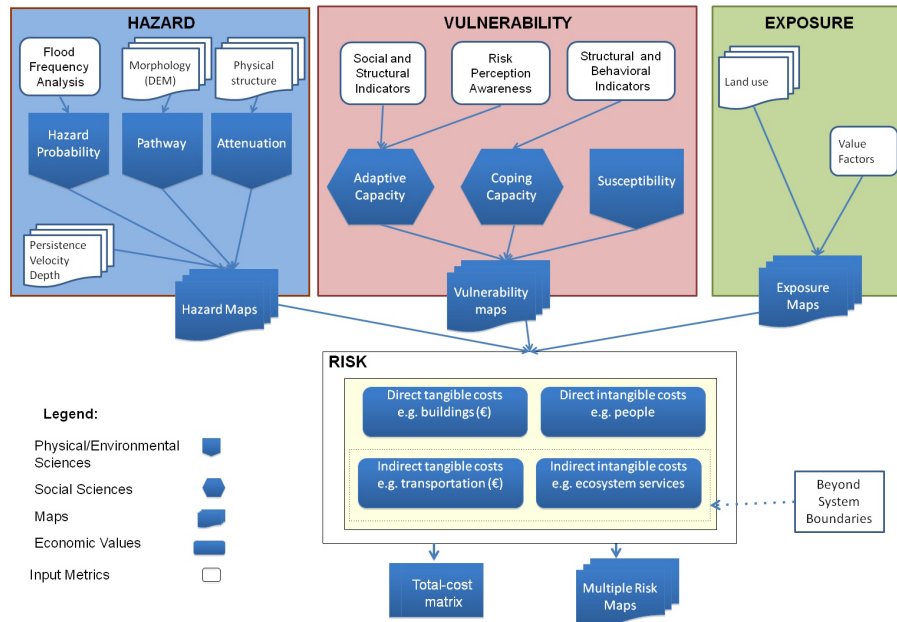 HAZARD
Flood
Frequency
Analysis
Morphology
(DEM)
Physical
structure
Hazard
Probability
Pathway
Attenuation
Persistence
Velocity
Depth
Hazard Maps
VULNERABILITY
Social and
Structural
Indicators
Risk
Perception
Awareness
Structural and
Behavioral
Indicators
Adaptive
Capacity
Coping
Capacity
Susceptibility
Vulnerability
maps
EXPOSURE
Land use
Value
Factors
Exposure
Maps
RISK
Direct tangible costs
e.g. buildings (€)
Direct intangible costs
e.g. people
Indirect tangible costs
e.g. transportation (€)
Indirect intangible costs
e.g. ecosystem services
Beyond
System
Boundaries
Total-cost
matrix
Multiple Risk
Maps
Legend:
Physical/Environmental
Sciences
Social Sciences
Maps
Economic Values
Input Metrics